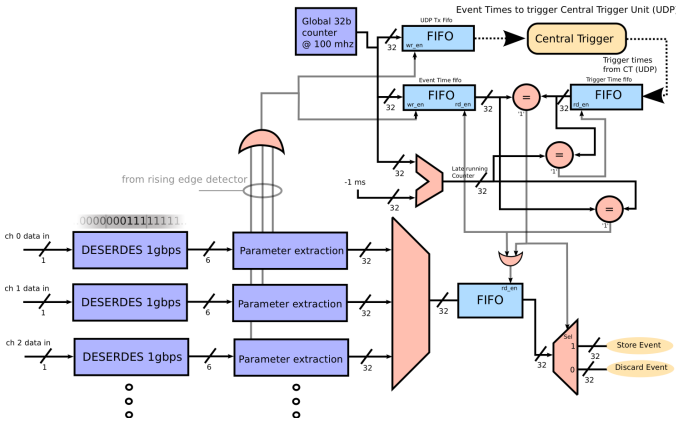 Event Times to trigger Central Trigger Unit (UDP)
Global 32b
counter
@ 100 mhz
32
UDP Tx Fifo
FIFO
wr_en
Central Trigger
Trigger times
from CT (UDP)
32
Event Time fifo
FIFO
wr_en
rd_en
32
=
'1'
32
Trigger Time fifo
FIFO
rd_en
=
'1'
from rising edge detector
32
-1 ms
32
Late running
Counter
32
=
'1'
000000011111111
ch 0 data in
1
DESERDES 1gbps
6
Parameter extraction
32
ch 1 data in
1
DESERDES 1gbps
6
Parameter extraction
32
ch 2 data in
1
DESERDES 1gbps
6
Parameter extraction
32
32
rd_en
FIFO
32
Sel
1
0
32
Store Event
32
Discard Event